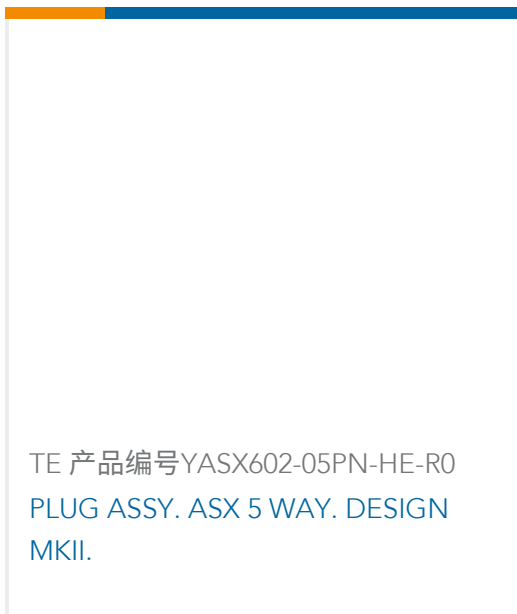 TE 产品编号YASX602-05PN-HE-R0
PLUG ASSY. ASX 5 WAY. DESIGN
MKII.